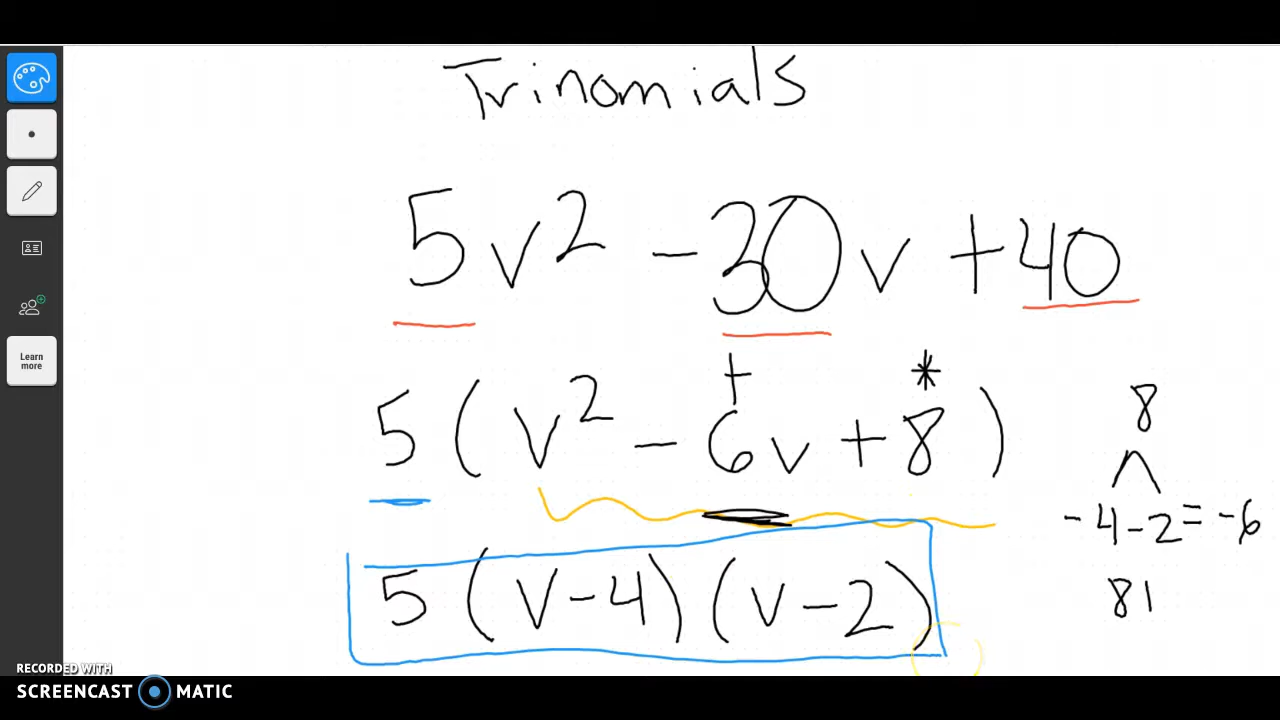 Trinomials
5v² - 30v + 40
+ *
5(v² - 6v + 8)
5(v-4)(v-2)
8
-4 -2 = -6
8 1
Learn
more
RECORDED WITH
SCREENCAST MATIC